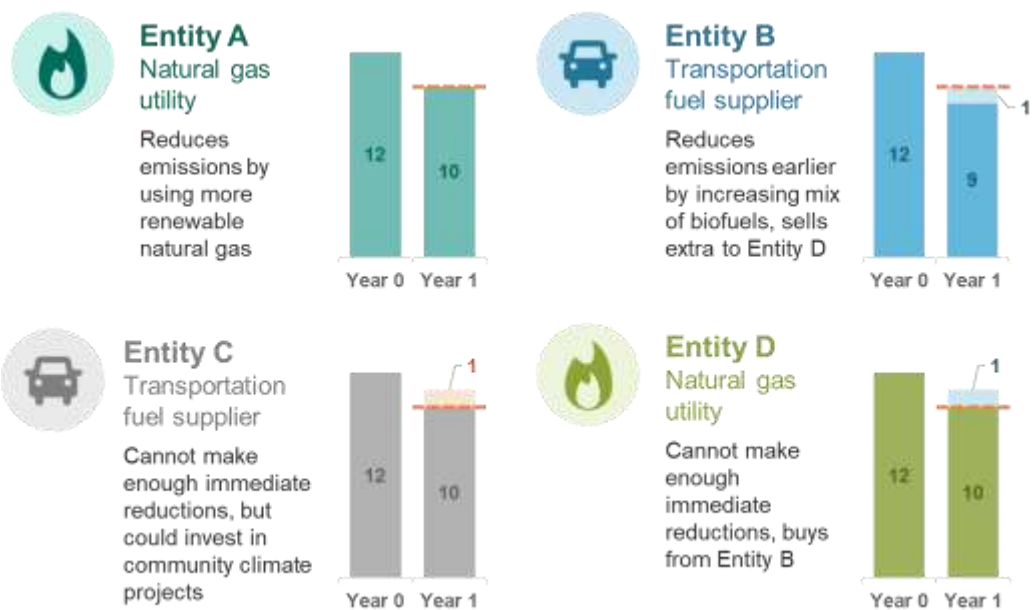 Entity A
Natural gas
utility
Reduces
emissions by
using more
renewable
natural gas
12
10
Year 0 Year 1
Entity B
Transportation
fuel supplier
Reduces
emissions earlier
by increasing mix
of biofuels, sells
extra to Entity D
12
9
1
Year 0 Year 1
Entity C
Transportation
fuel supplier
Cannot make
enough immediate
reductions, but
could invest in
community climate
projects
12
10
1
Year 0 Year 1
Entity D
Natural gas
utility
Cannot make
enough
immediate
reductions, buys
from Entity B
12
10
1
Year 0 Year 1